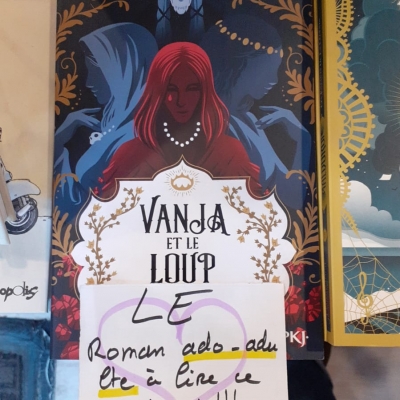 opolis
VANJA
ET LE
LOUP
PKJ.
LE
Roman ado-adu
lte à lire ce